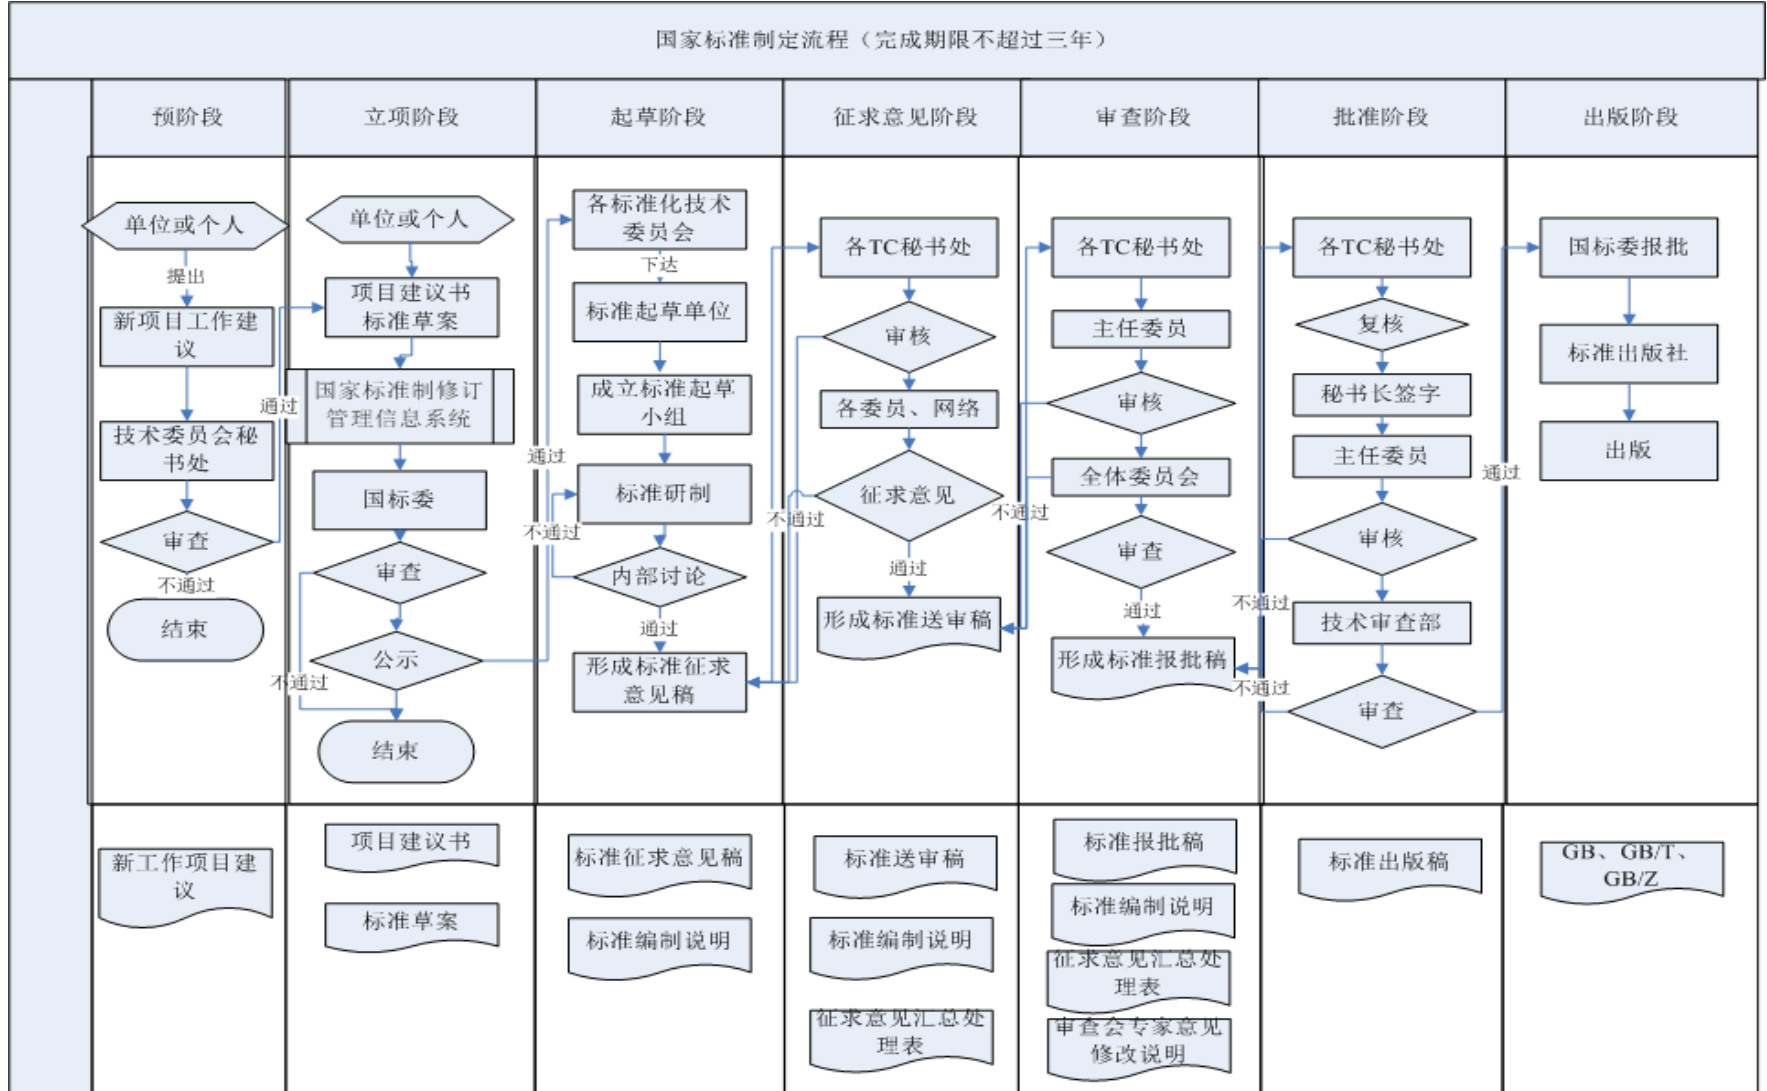 国家标准制定流程（完成期限不超过三年）
预阶段
立项阶段
起草阶段
征求意见阶段
审查阶段
批准阶段
出版阶段
单位或个人
提出
新项目工作建
议
技术委员会秘
书处
审查
不通过
结束
通过
单位或个人
项目建议书
标准草案
国家标准制修订
管理信息系统
国标委
审查
公示
不通过
结束
通过
各标准化技术
委员会
下达
标准起草单位
成立标准起草
小组
标准研制
不通过
内部讨论
通过
形成标准征求
意见稿
各TC秘书处
审核
各委员、网络
征求意见
不通过
通过
形成标准送审稿
各TC秘书处
主任委员
审核
全体委员会
不通过
审查
通过
形成标准报批稿
各TC秘书处
复核
秘书长签字
主任委员
审核
不通过
技术审查部
不通过
审查
通过
国标委报批
标准出版社
出版
新工作项目建
议
项目建议书
标准草案
标准征求意见稿
标准编制说明
标准送审稿
标准编制说明
征求意见汇总处
理表
标准报批稿
标准编制说明
征求意见汇总处
理表
审查会专家意见
修改说明
标准出版稿
GB、GB/T、
GB/Z